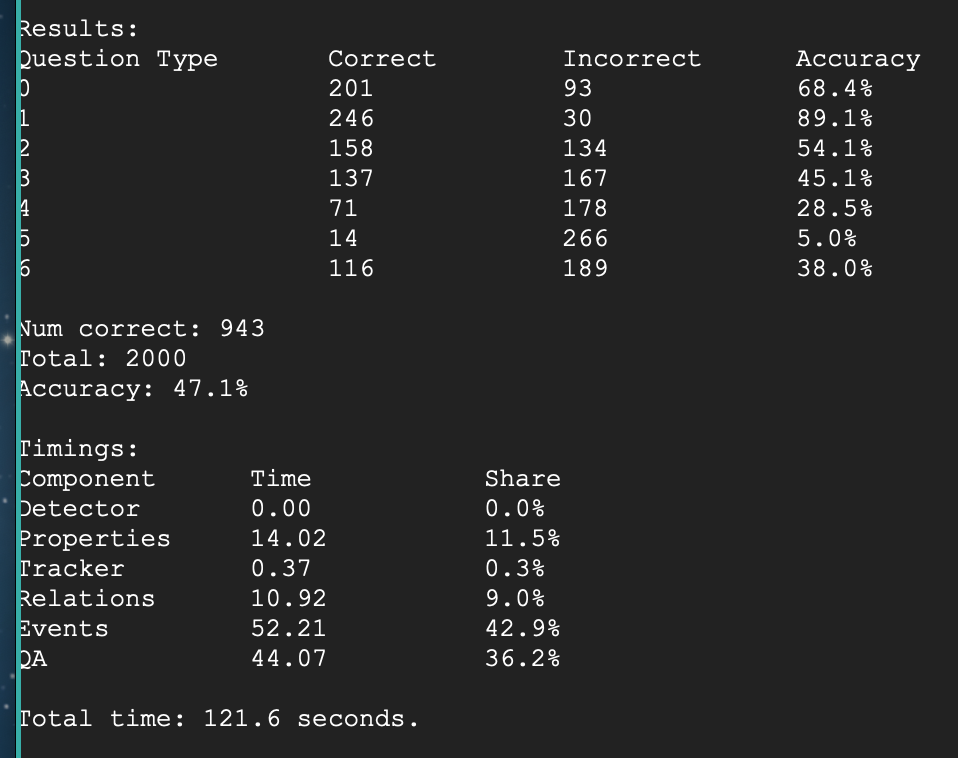 Results:
Question Type Correct Incorrect Accuracy
0 201 93 68.4%
1 246 30 89.1%
2 158 134 54.1%
3 137 167 45.1%
4 71 178 28.5%
5 14 266 5.0%
6 116 189 38.0%
Num correct: 943
Total: 2000
Accuracy: 47.1%
Timings:
Component Time Share
Detector 0.00 0.0%
Properties 14.02 11.5%
Tracker 0.37 0.3%
Relations 10.92 9.0%
Events 52.21 42.9%
QA 44.07 36.2%
Total time: 121.6 seconds.